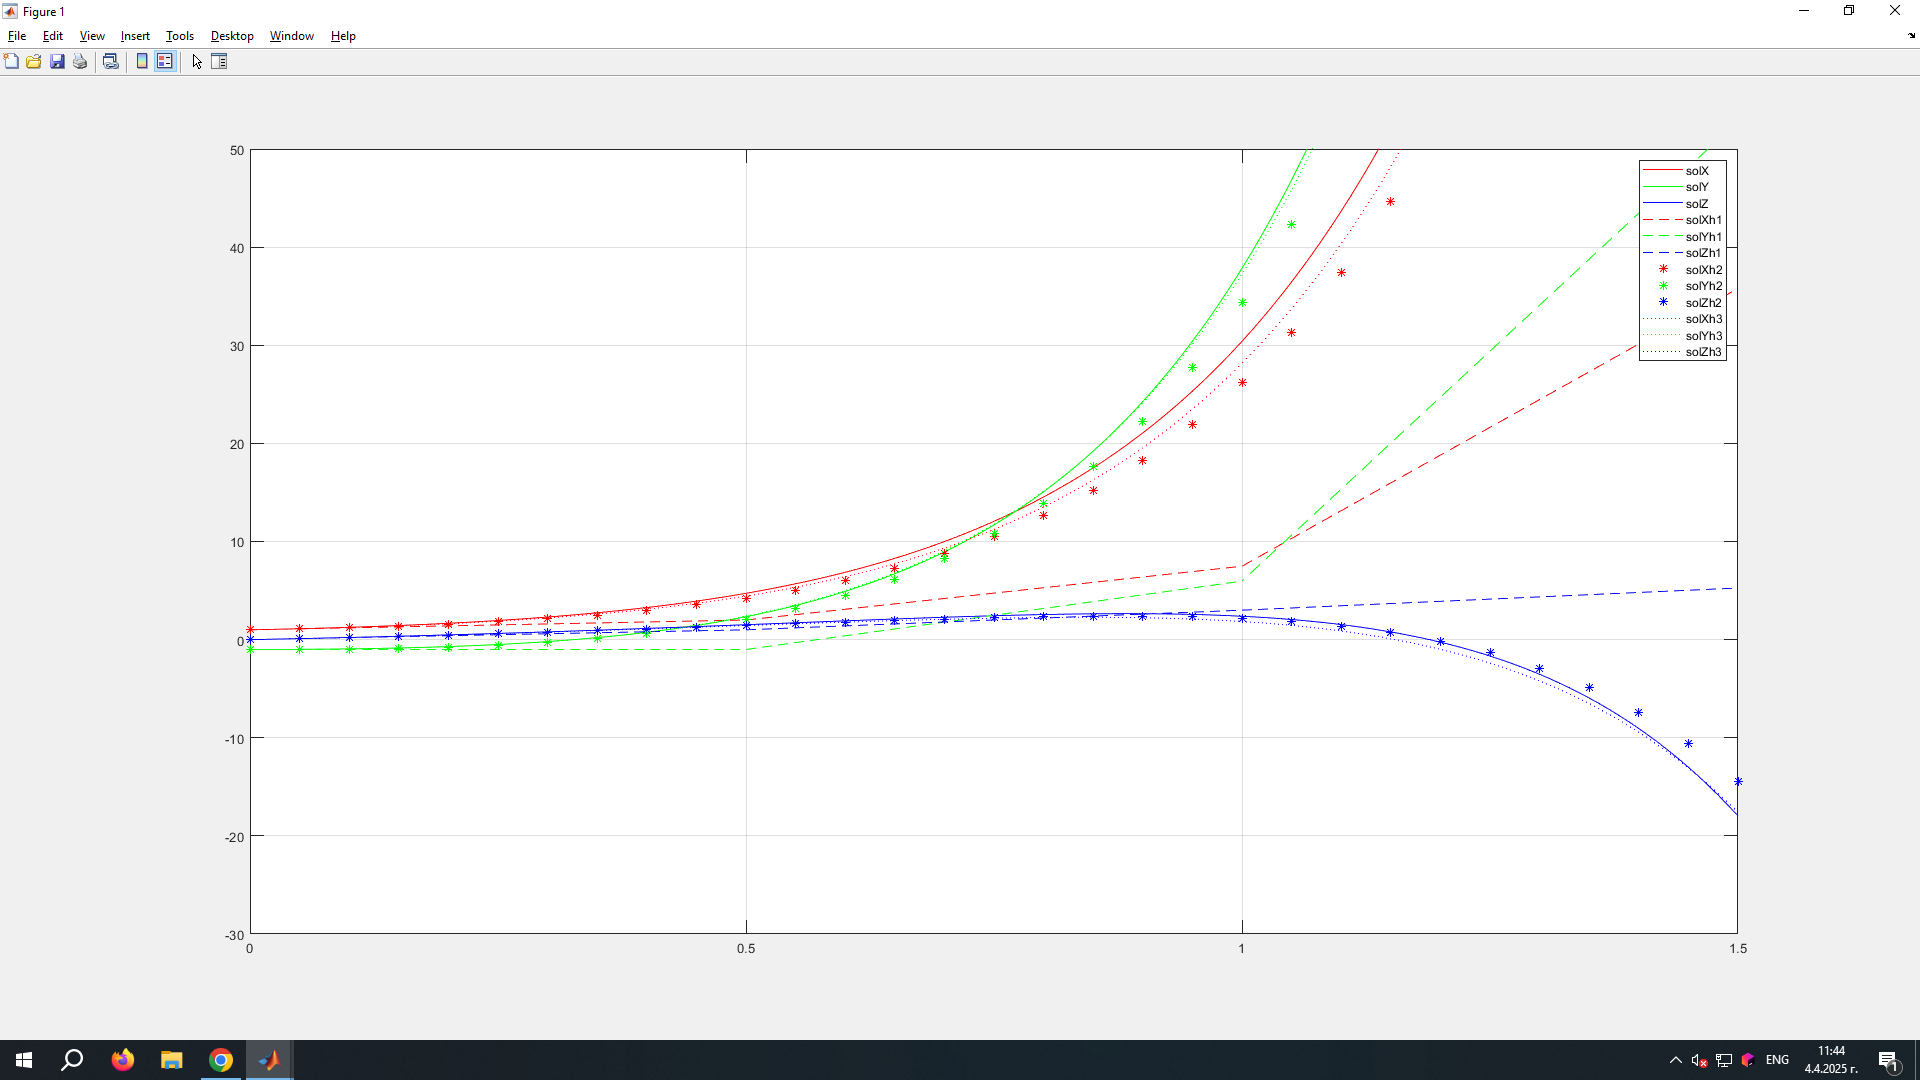 Figure 1
File Edit View Insert Tools Desktop Window Help
50
40
30
20
10
0
-10
-20
-30
0 0.5 1 1.5
solX
solY
solZ
solXh1
solYh1
solZh1
solXh2
solYh2
solZh2
solXh3
solYh3
solZh3
ENG
11:44
4.4.2025 г.
1